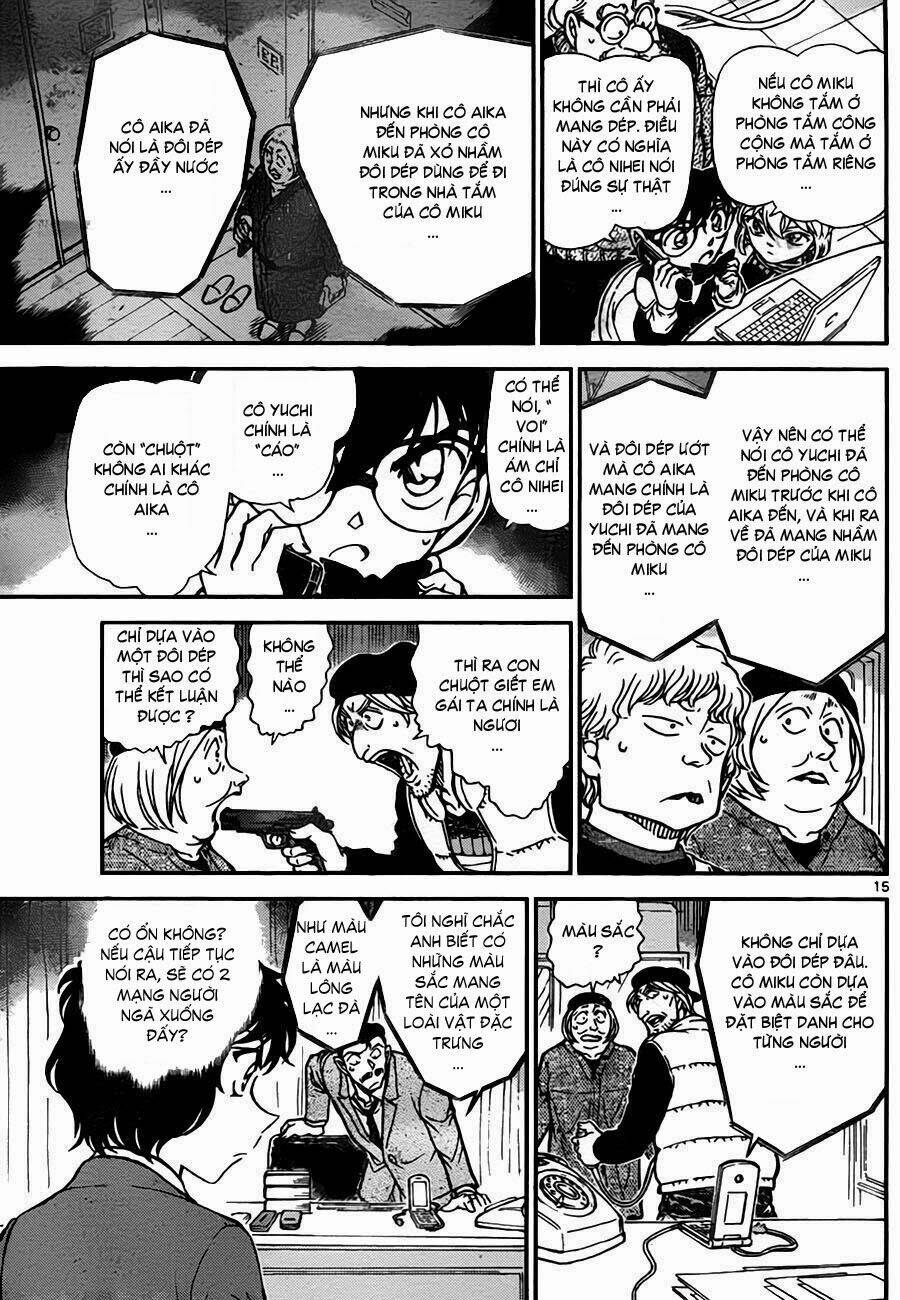 NẾU CÔ MIKU
KHÔNG TẮM Ở
PHÒNG TẮM CÔNG
CỘNG MÀ TẮM Ở
PHÒNG TẮM RIÊNG
...
THÌ CÔ ẤY
KHÔNG CẦN PHẢI
MANG DÉP. ĐIỀU
NÀY CÓ NGHĨA
LÀ CÔ NIHEI NÓI
ĐÚNG SỰ THẬT
...
NHƯNG KHI CÔ AIKA
ĐẾN PHÒNG CÔ
MIKU ĐÃ XỎ NHẦM
ĐÔI DÉP DÙNG ĐỂ ĐI
TRONG NHÀ TẮM
CỦA CÔ MIKU
...
CÔ AIKA ĐÃ
NÓI LÀ ĐÔI DÉP
ẤY ĐẦY NƯỚC
...
VẬY NÊN CÓ THỂ
NÓI CÔ YUCHI ĐÃ
ĐẾN PHÒNG CÔ
MIKU TRƯỚC KHI CÔ
AIKA ĐẾN, VÀ KHI RA
VỀ ĐÃ MANG NHẦM
ĐÔI DÉP CỦA MIKU
...
VÀ ĐÔI DÉP ƯỚT
MÀ CÔ AIKA
MANG CHÍNH LÀ
ĐÔI DÉP CỦA
YUCHI ĐÃ MANG
ĐẾN PHÒNG CÔ
MIKU
...
CÓ THỂ
NÓI, "
VOI"
CHÍNH LÀ
ÁM CHỈ
CÔ NIHEI
...
CÔ YUCHI
CHÍNH LÀ
"CÁO"
...
CÒN "CHUỘT"
KHÔNG AI KHÁC
CHÍNH LÀ CÔ
AIKA
...
THÌ RA CON
CHUỘT GIẾT EM
GÁI TA CHÍNH LÀ
NGƯƠI
...
KHÔNG
THỂ
NÀO
...
CHỈ DỰA VÀO
MỘT ĐÔI DÉP
THÌ SAO CÓ
THỂ KẾT LUẬN
ĐƯỢC ?
15
KHÔNG CHỈ DỰA
VÀO ĐÔI DÉP ĐÂU.
CÔ MIKU CÒN DỰA
VÀO MÀU SẮC ĐỂ
ĐẶT BIỆT DANH CHO
TỪNG NGƯỜI
...
MÀU SẮC
?
TÔI NGHĨ CHẮC
ANH BIẾT CÓ
NHỮNG MÀU
SẮC MANG
TÊN CỦA MỘT
LOÀI VẬT ĐẶC
TRƯNG
NHƯ MÀU
CAMEL
LÀ MÀU
LÔNG
LẠC ĐÀ
...
CÓ ỔN KHÔNG?
NẾU CẬU TIẾP TỤC
NÓI RA, SẼ CÓ 2
MẠNG NGƯỜI
NGÃ XUỐNG
ĐẤY?